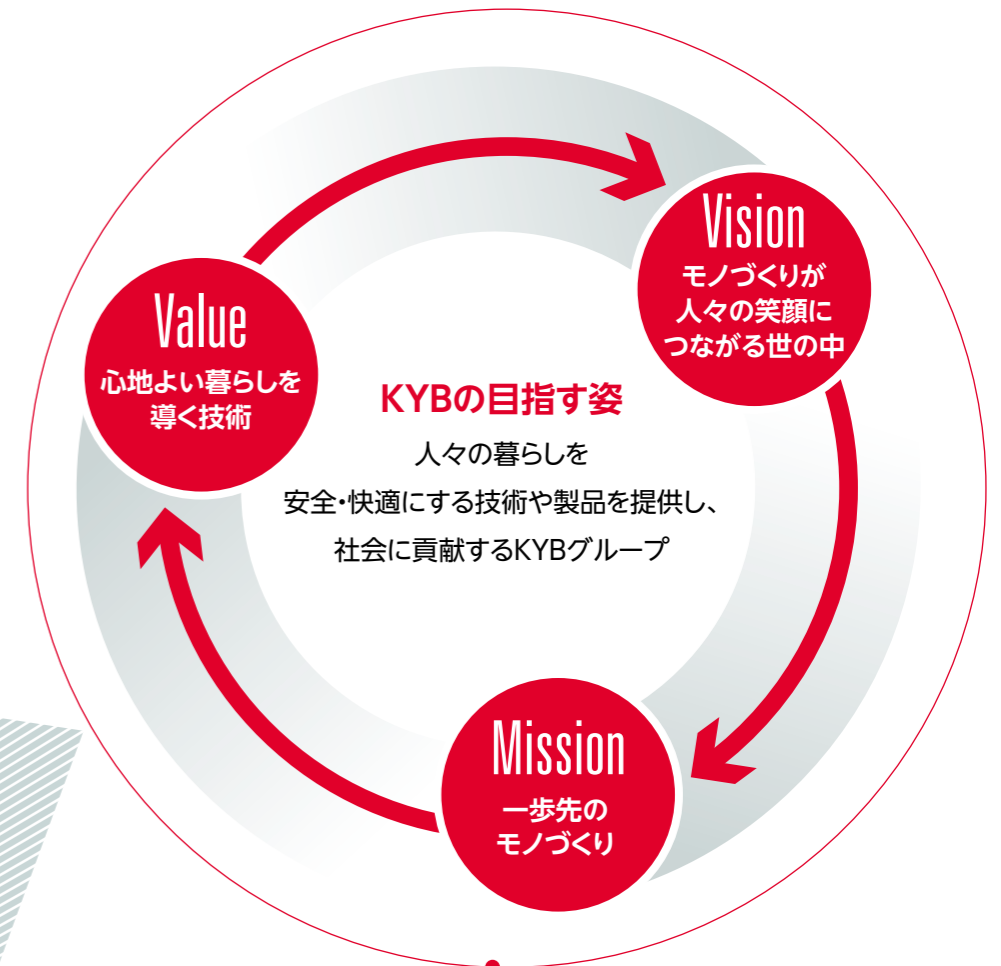 Vision
モノづくりが
人々の笑顔に
つながる世の中
Value
心地よい暮らしを
導く技術
KYBの目指す姿
人々の暮らしを
安全・快適にする技術や製品を提供し、
社会に貢献するKYBグループ
Mission
一歩先の
モノづくり